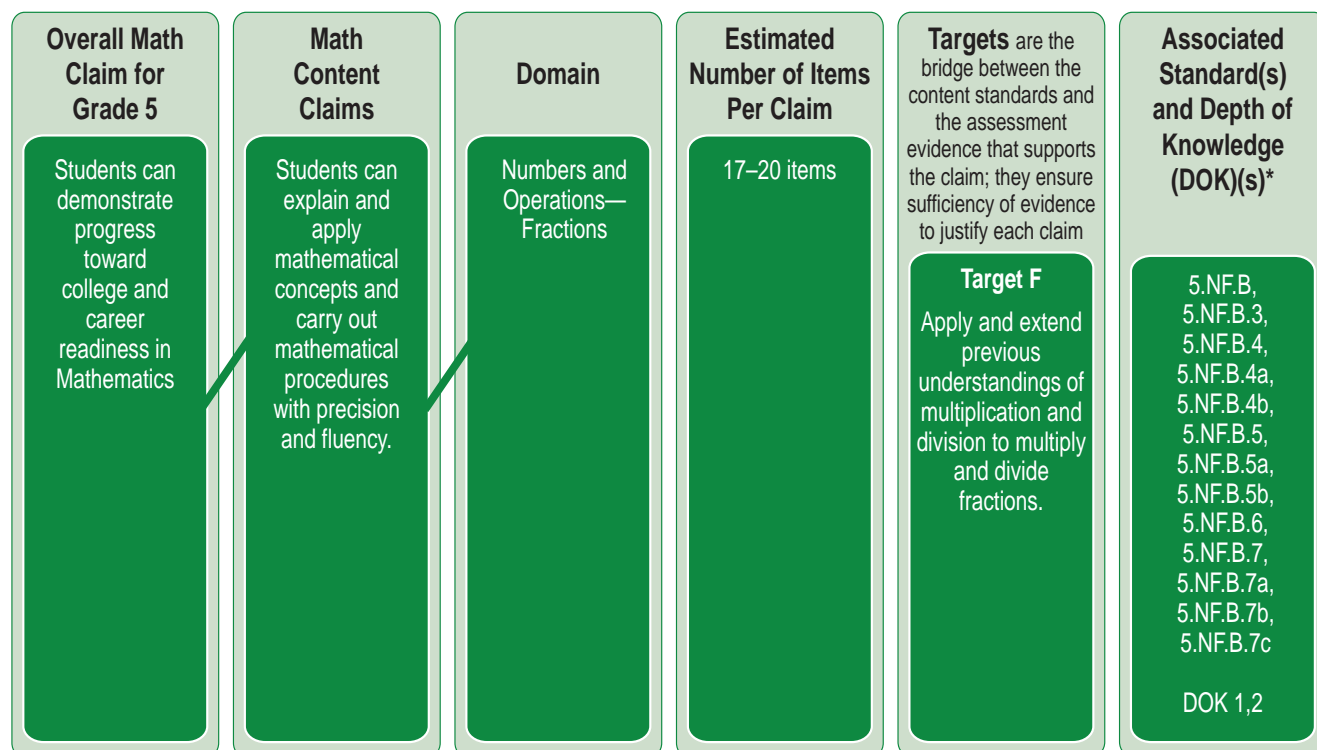 Overall Math
Claim for
Grade 5
Students can
demonstrate
progress
toward
college and
career
readiness in
Mathematics
Math
Content
Claims
Students can
explain and
apply
mathematical
concepts and
carry out
mathematical
procedures
with precision
and fluency.
Domain
Numbers and
Operations—
Fractions
Estimated
Number of Items
Per Claim
17–20 items
Targets are the
bridge between the
content standards and
the assessment
evidence that supports
the claim; they ensure
sufficiency of evidence
to justify each claim
Target F
Apply and extend
previous
understandings of
multiplication and
division to multiply
and divide
fractions.
Associated
Standard(s)
and Depth of
Knowledge
(DOK)(s)*
5.NF.B,
5.NF.B.3,
5.NF.B.4,
5.NF.B.4a,
5.NF.B.4b,
5.NF.B.5,
5.NF.B.5a,
5.NF.B.5b,
5.NF.B.6,
5.NF.B.7,
5.NF.B.7a,
5.NF.B.7b,
5.NF.B.7c
DOK 1,2